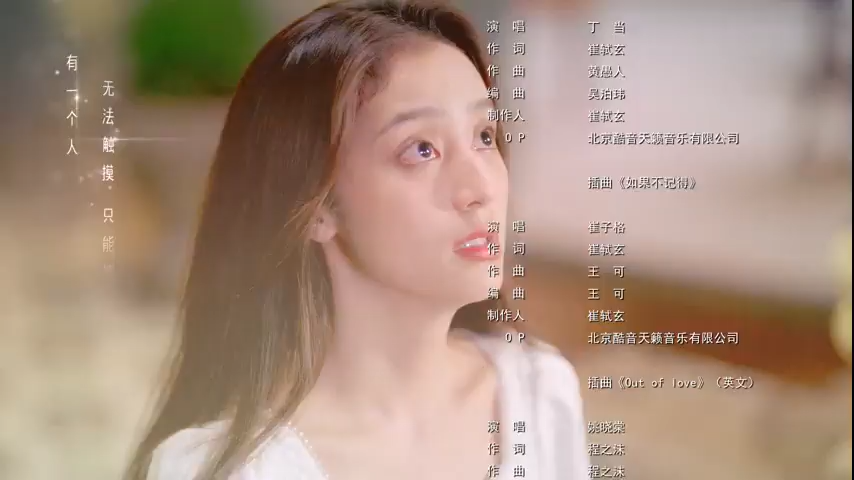 有一个人
无法触摸 只能
演 唱 丁 当
作 词 崔轼玄
作 曲 黄愚人
编 曲 吴泊玮
制作人 崔轼玄
OP 北京酷音天籁音乐有限公司
插曲《如果不记得》
演 唱 崔子格
作 词 崔轼玄
作 曲 王 可
编 曲 王 可
制作人 崔轼玄
OP 北京酷音天籁音乐有限公司
插曲《Out of love》（英文）
演 唱 姚晓棠
作 词 程之沫
作 曲 程之沫